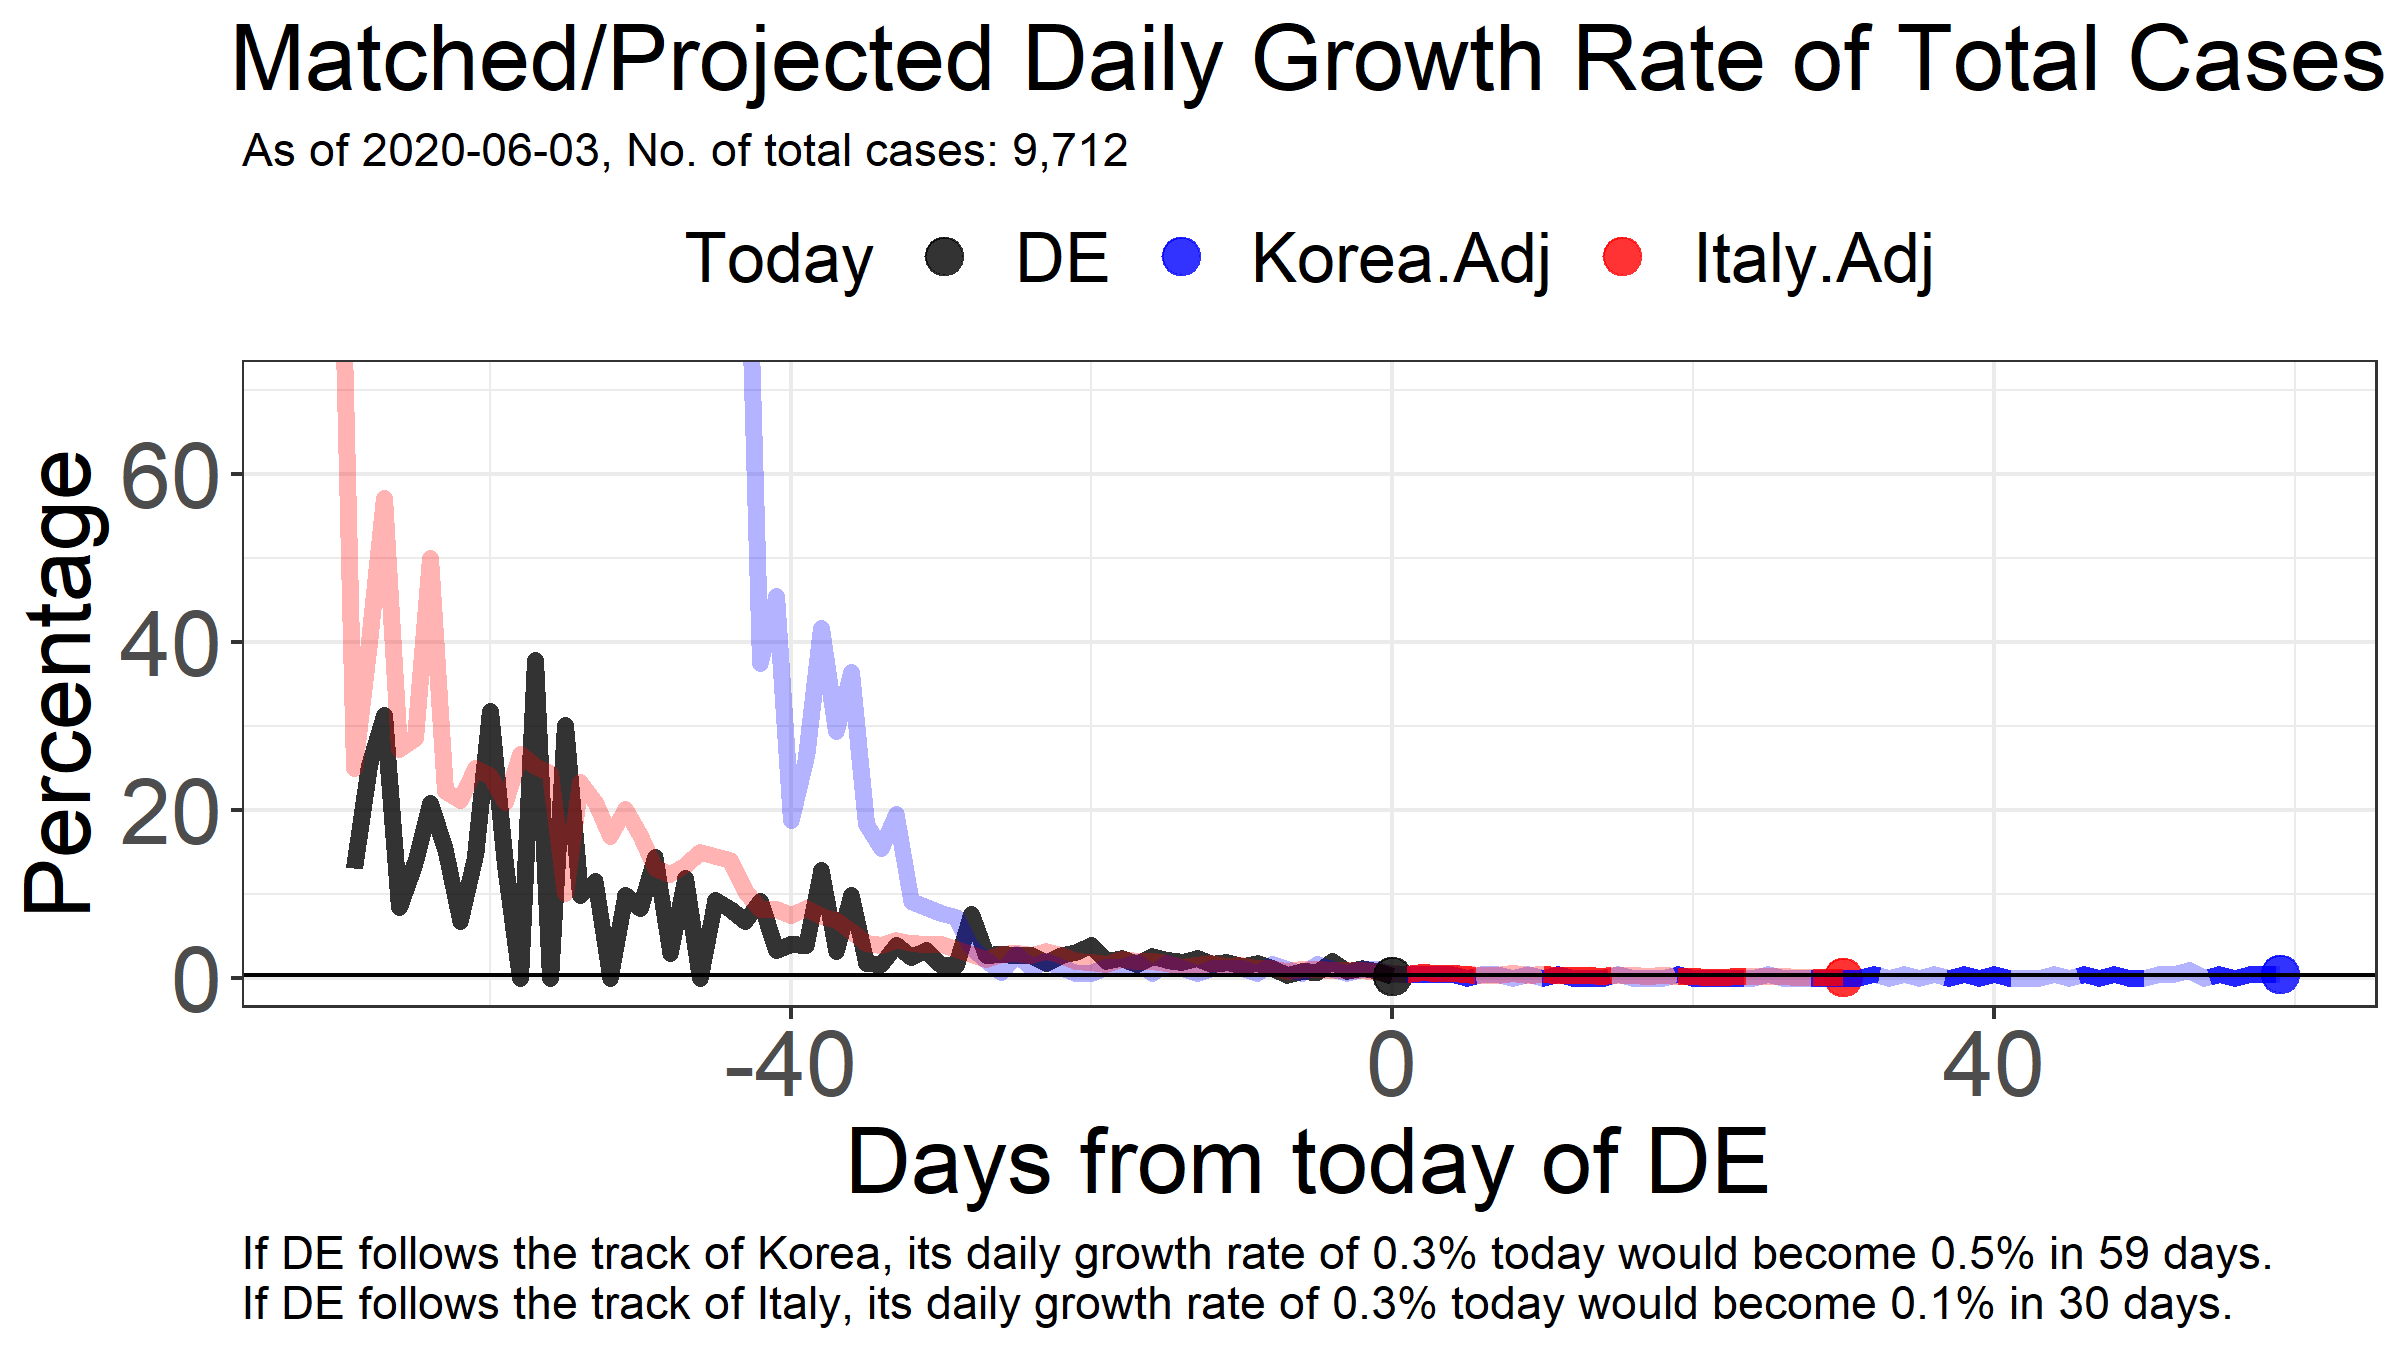 Matched/Projected Daily Growth Rate of Total Cases
As of 2020-06-03, No. of total cases: 9,712
Today DE Korea.Adj Italy.Adj
Percentage
60
40
20
0
-40 0 40
Days from today of DE
If DE follows the track of Korea, its daily growth rate of 0.3% today would become 0.5% in 59 days.
If DE follows the track of Italy, its daily growth rate of 0.3% today would become 0.1% in 30 days.